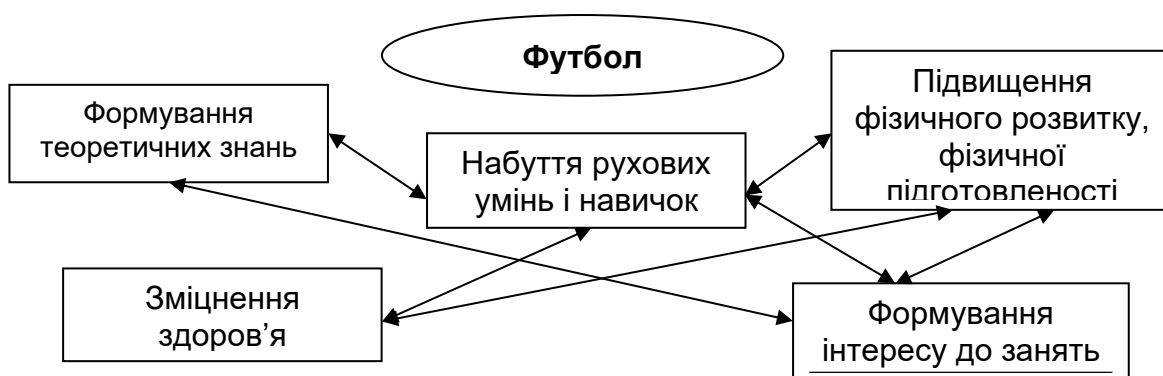 Футбол
Формування
теоретичних знань
Набуття рухових
умінь і навичок
Підвищення
фізичного розвитку,
фізичної
підготовленості
Зміцнення
здоров’я
Формування
інтересу до занять